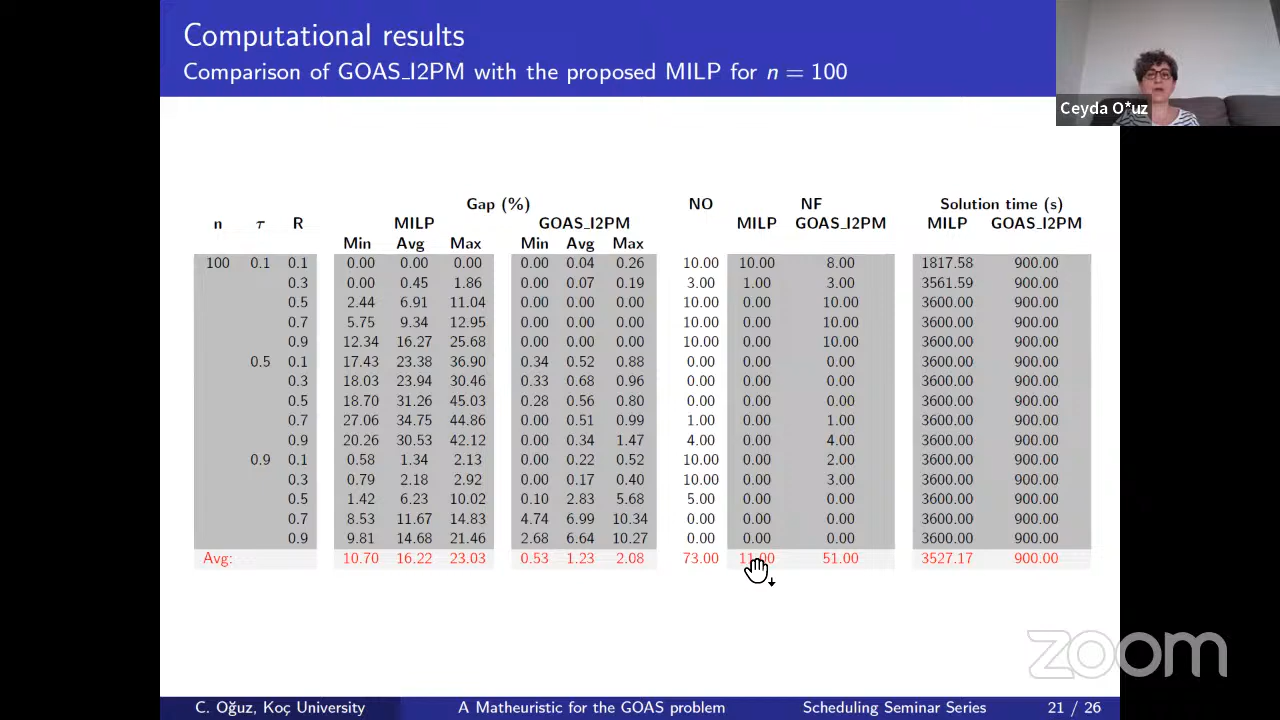 Computational results
Comparison of GOAS_I2PM with the proposed MILP for n = 100
Ceyda O*uz
Gap (%) NO NF Solution time (s)
n τ R MILP GOAS_I2PM MILP GOAS_I2PM MILP GOAS_I2PM
Min Avg Max Min Avg Max
100 0.1 0.1 0.00 0.00 0.00 0.00 0.04 0.26 10.00 10.00 8.00 1817.58 900.00
0.3 0.00 0.45 1.86 0.00 0.07 0.19 3.00 1.00 3.00 3561.59 900.00
0.5 2.44 6.91 11.04 0.00 0.00 0.00 10.00 0.00 10.00 3600.00 900.00
0.7 5.75 9.34 12.95 0.00 0.00 0.00 10.00 0.00 10.00 3600.00 900.00
0.9 12.34 16.27 25.68 0.00 0.00 0.00 10.00 0.00 10.00 3600.00 900.00
0.5 0.1 17.43 23.38 36.90 0.34 0.52 0.88 0.00 0.00 0.00 3600.00 900.00
0.3 18.03 23.94 30.46 0.33 0.68 0.96 0.00 0.00 0.00 3600.00 900.00
0.5 18.70 31.26 45.03 0.28 0.56 0.80 0.00 0.00 0.00 3600.00 900.00
0.7 27.06 34.75 44.86 0.00 0.51 0.99 1.00 0.00 1.00 3600.00 900.00
0.9 20.26 30.53 42.12 0.00 0.34 1.47 4.00 0.00 4.00 3600.00 900.00
0.9 0.1 0.58 1.34 2.13 0.00 0.22 0.52 10.00 0.00 2.00 3600.00 900.00
0.3 0.79 2.18 2.92 0.00 0.17 0.40 10.00 0.00 3.00 3600.00 900.00
0.5 1.42 6.23 10.02 0.10 2.83 5.68 5.00 0.00 0.00 3600.00 900.00
0.7 8.53 11.67 14.83 4.74 6.99 10.34 0.00 0.00 0.00 3600.00 900.00
0.9 9.81 14.68 21.46 2.68 6.64 10.27 0.00 0.00 0.00 3600.00 900.00
Avg: 10.70 16.22 23.03 0.53 1.23 2.08 73.00 11.00 51.00 3527.17 900.00
zoom
C. Oğuz, Koç University A Matheuristic for the GOAS problem Scheduling Seminar Series 21 / 26